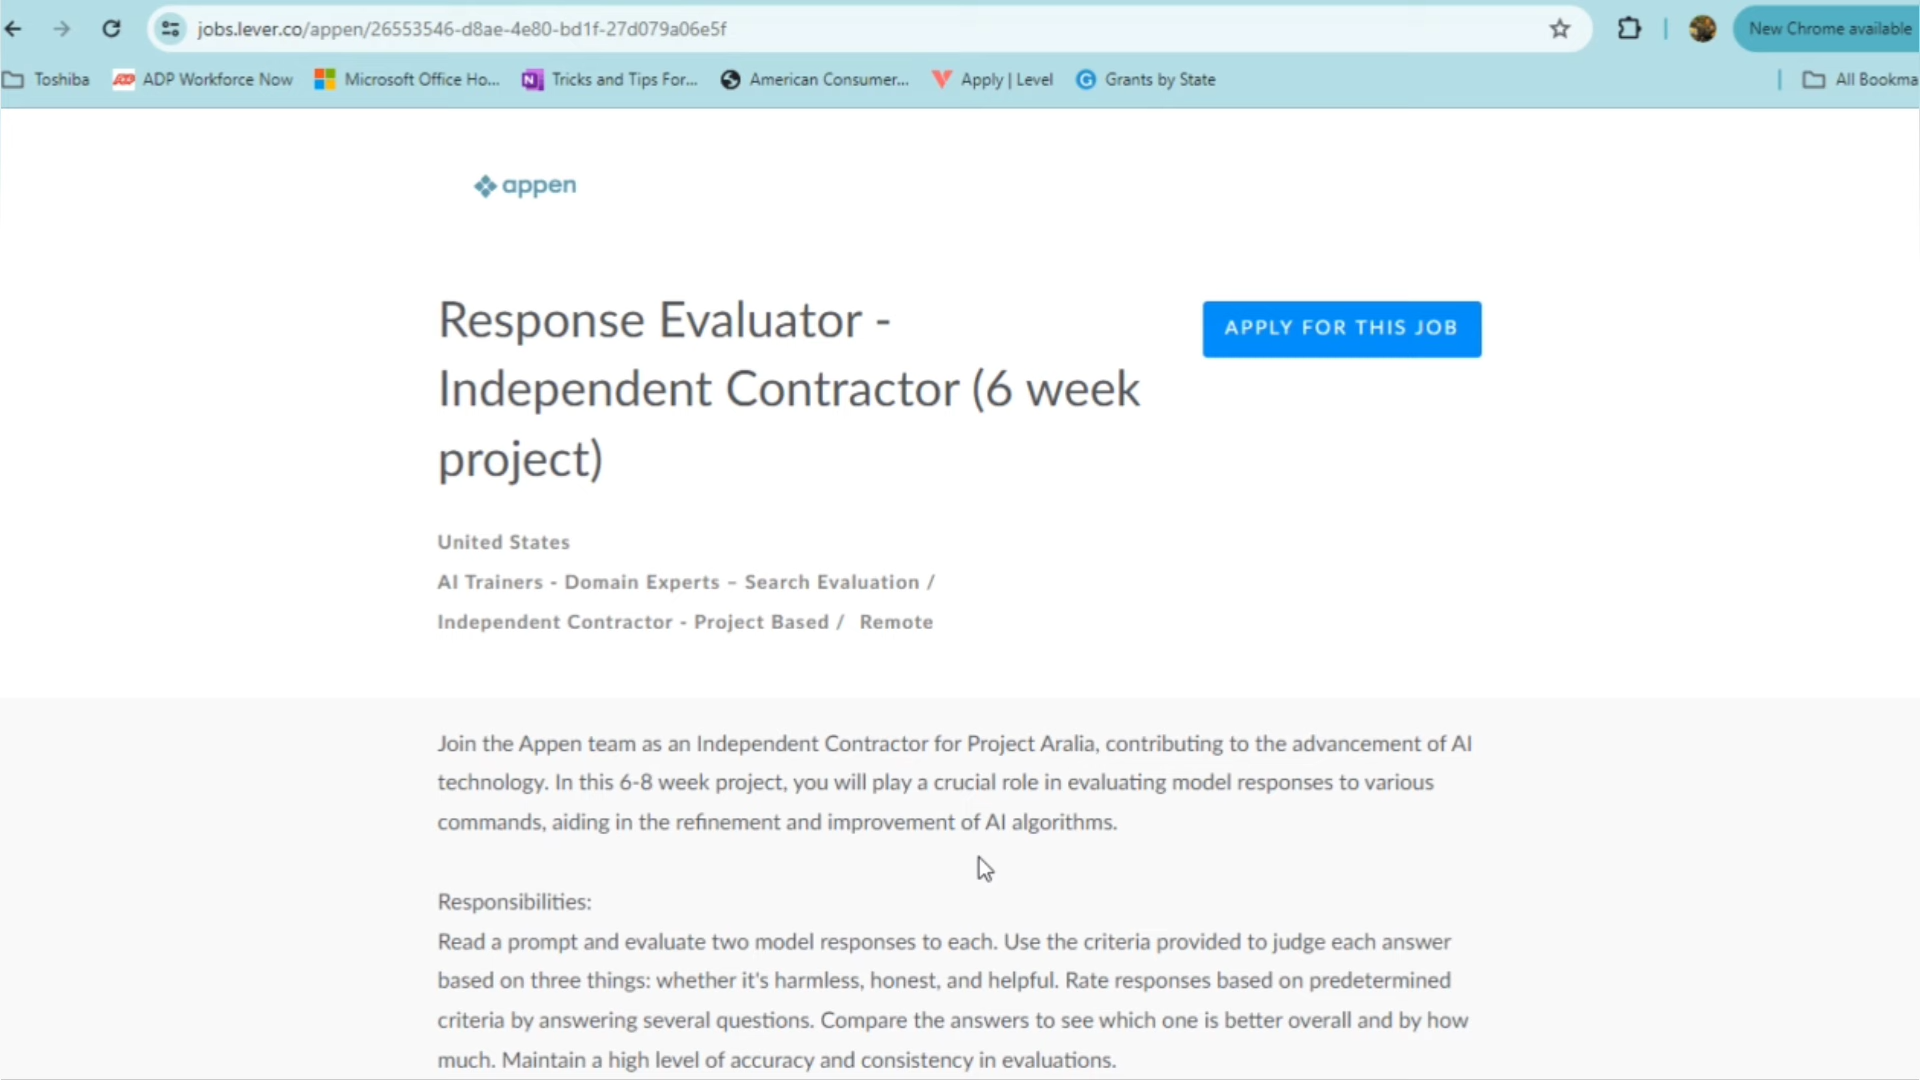 jobs.lever.co/appen/26553546-d8ae-4e80-bd1f-27d079a06e5f
New Chrome available
Toshiba
ADP Workforce Now
Microsoft Office Ho...
Tricks and Tips For...
American Consumer...
Apply | Level
Grants by State
All Bookma
appen
Response Evaluator -
Independent Contractor (6 week
project)
APPLY FOR THIS JOB
United States
AI Trainers - Domain Experts – Search Evaluation /
Independent Contractor - Project Based / Remote
Join the Appen team as an Independent Contractor for Project Aralia, contributing to the advancement of AI
technology. In this 6-8 week project, you will play a crucial role in evaluating model responses to various
commands, aiding in the refinement and improvement of AI algorithms.
Responsibilities:
Read a prompt and evaluate two model responses to each. Use the criteria provided to judge each answer
based on three things: whether it's harmless, honest, and helpful. Rate responses based on predetermined
criteria by answering several questions. Compare the answers to see which one is better overall and by how
much. Maintain a high level of accuracy and consistency in evaluations.